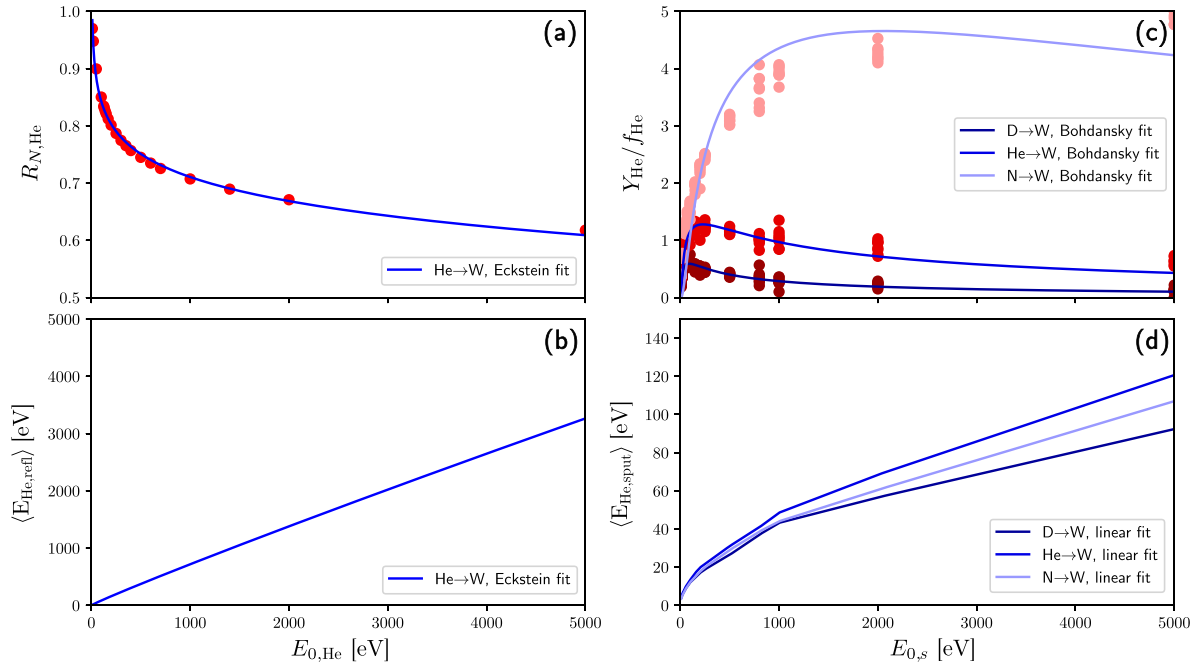 1.0
0.9
0.8
0.7
0.6
0.5
R_{N,He}
(a)
He→W, Eckstein fit
5
4
3
2
1
0
Y_{He}/f_{He}
(c)
D→W, Bohdansky fit
He→W, Bohdansky fit
N→W, Bohdansky fit
5000
4000
3000
2000
1000
0
⟨E_{He,refl}⟩ [eV]
(b)
He→W, Eckstein fit
0 1000 2000 3000 4000 5000
E_{0,He} [eV]
140
120
100
80
60
40
20
0
⟨E_{He,sput}⟩ [eV]
(d)
D→W, linear fit
He→W, linear fit
N→W, linear fit
0 1000 2000 3000 4000 5000
E_{0,s} [eV]